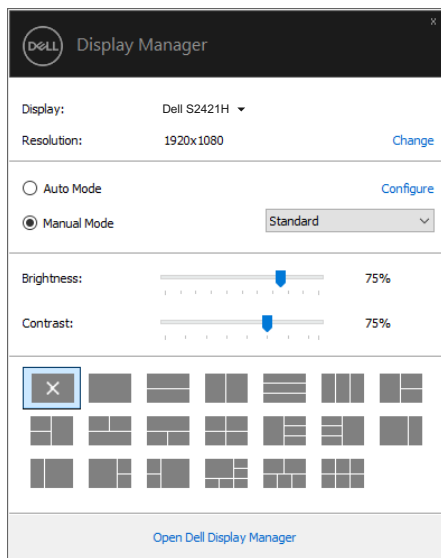 x
DELL Display Manager
Display: Dell S2421H
Resolution: 1920x1080 Change
Auto Mode Configure
Manual Mode Standard
Brightness: 75%
Contrast: 75%
Open Dell Display Manager